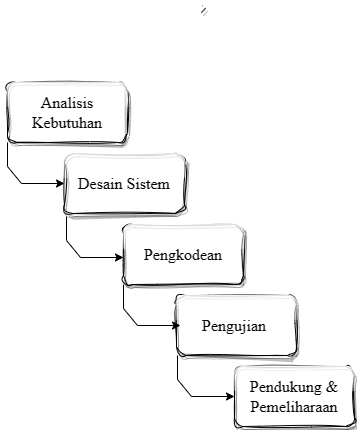 Analisis
Kebutuhan
Desain Sistem
Pengkodean
Pengujian
Pendukung &
Pemeliharaan